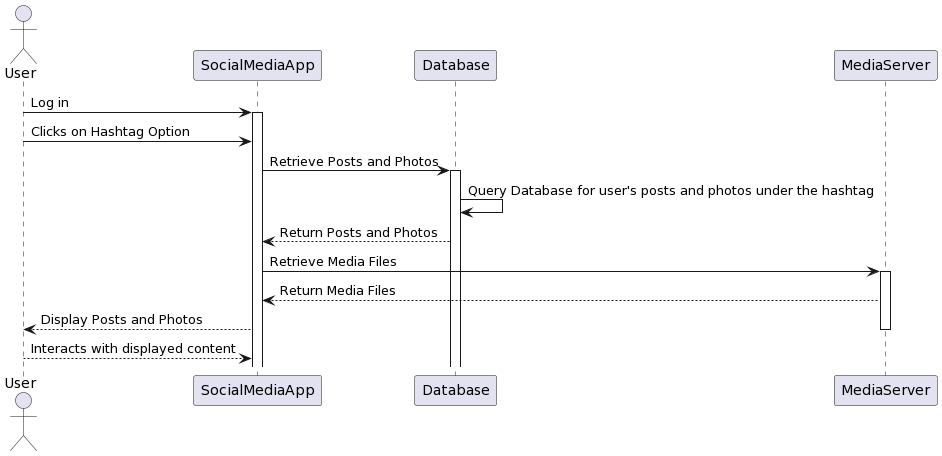 User
SocialMediaApp
Database
MediaServer
Log in
Clicks on Hashtag Option
Retrieve Posts and Photos
Query Database for user's posts and photos under the hashtag
Return Posts and Photos
Retrieve Media Files
Return Media Files
Display Posts and Photos
Interacts with displayed content
User
SocialMediaApp
Database
MediaServer